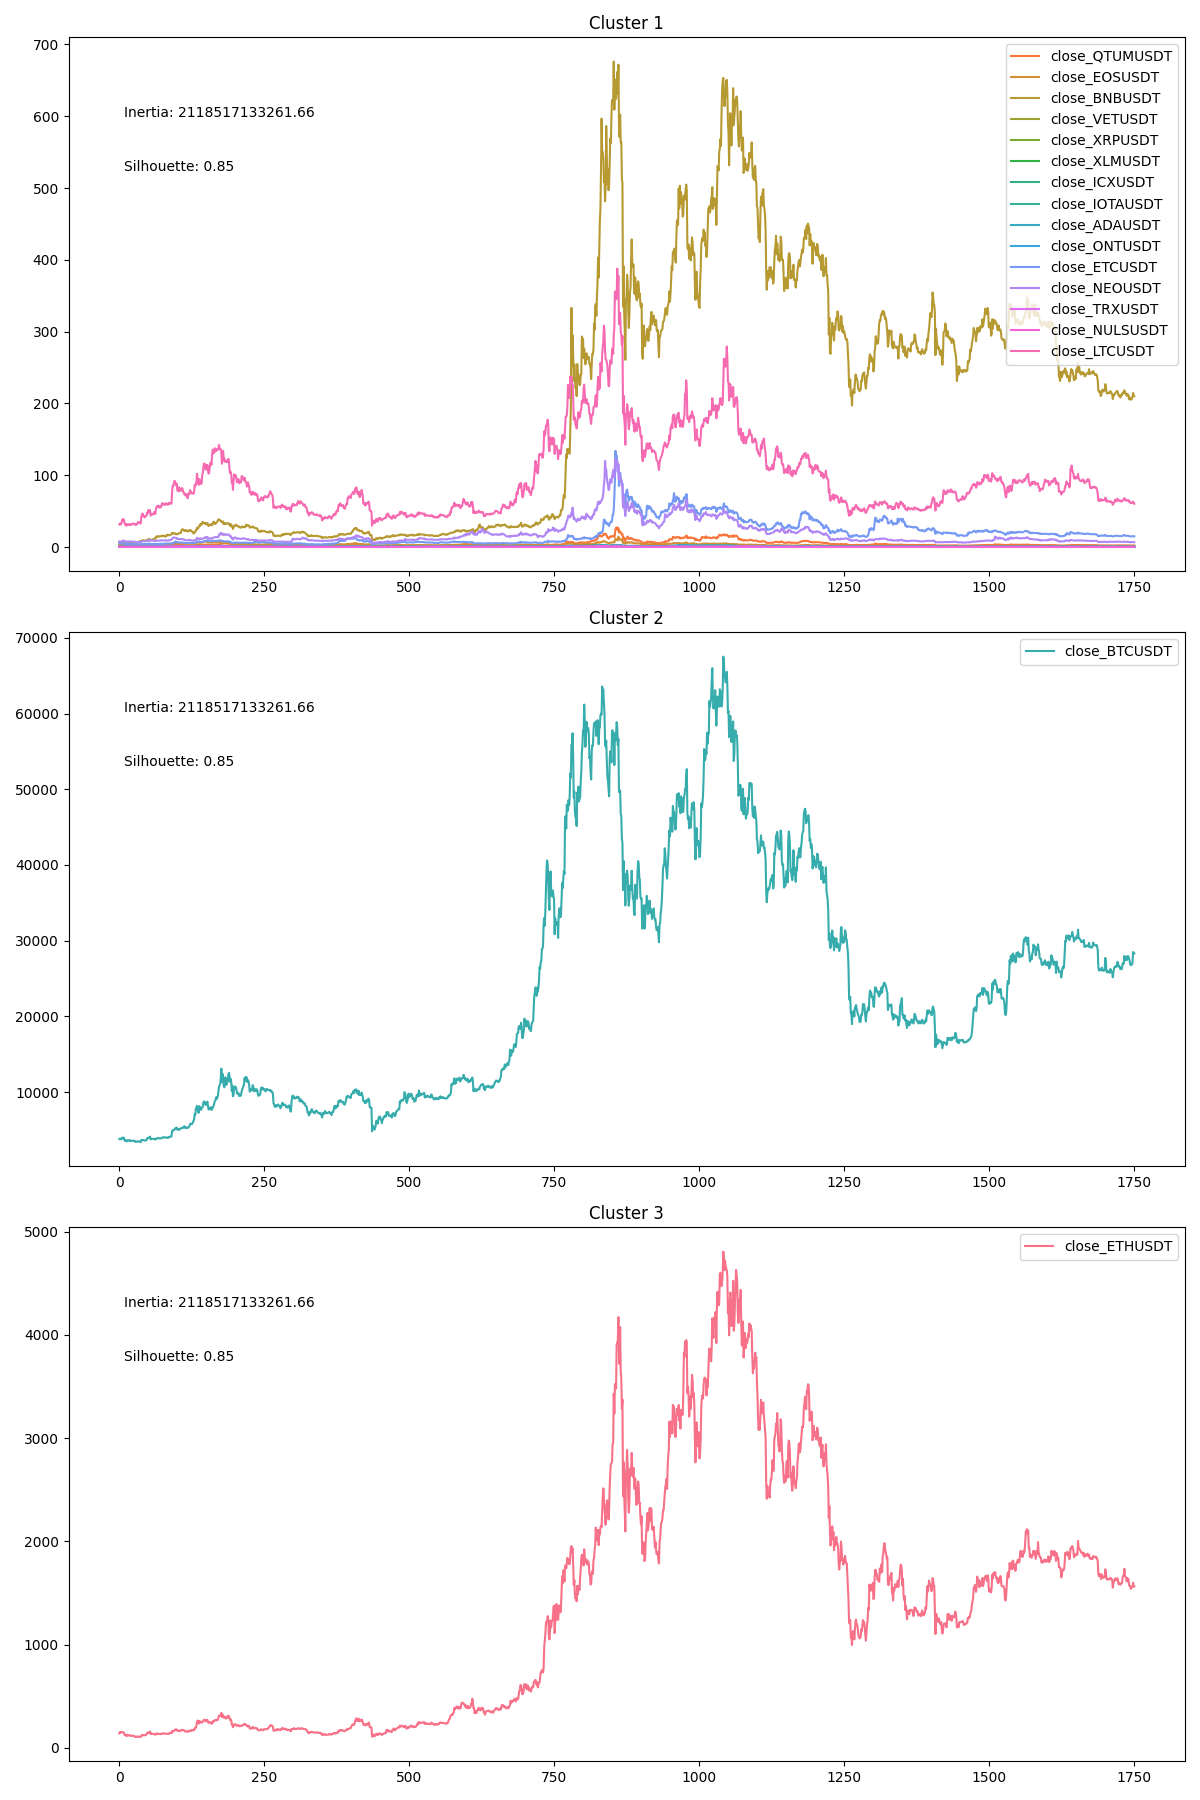 Cluster 1
700
600
500
400
300
200
100
0
Inertia: 2118517133261.66
Silhouette: 0.85
close_QTUMUSDT
close_EOSUSDT
close_BNBUSDT
close_VETUSDT
close_XRPUSDT
close_XLMUSDT
close_ICXUSDT
close_IOTAUSDT
close_ADAUSDT
close_ONTUSDT
close_ETCUSDT
close_NEOUSDT
close_TRXUSDT
close_NULSUSDT
close_LTCUSDT
0 250 500 750 1000 1250 1500 1750
Cluster 2
70000
60000
50000
40000
30000
20000
10000
Inertia: 2118517133261.66
Silhouette: 0.85
close_BTCUSDT
0 250 500 750 1000 1250 1500 1750
Cluster 3
5000
4000
3000
2000
1000
0
Inertia: 2118517133261.66
Silhouette: 0.85
close_ETHUSDT
0 250 500 750 1000 1250 1500 1750